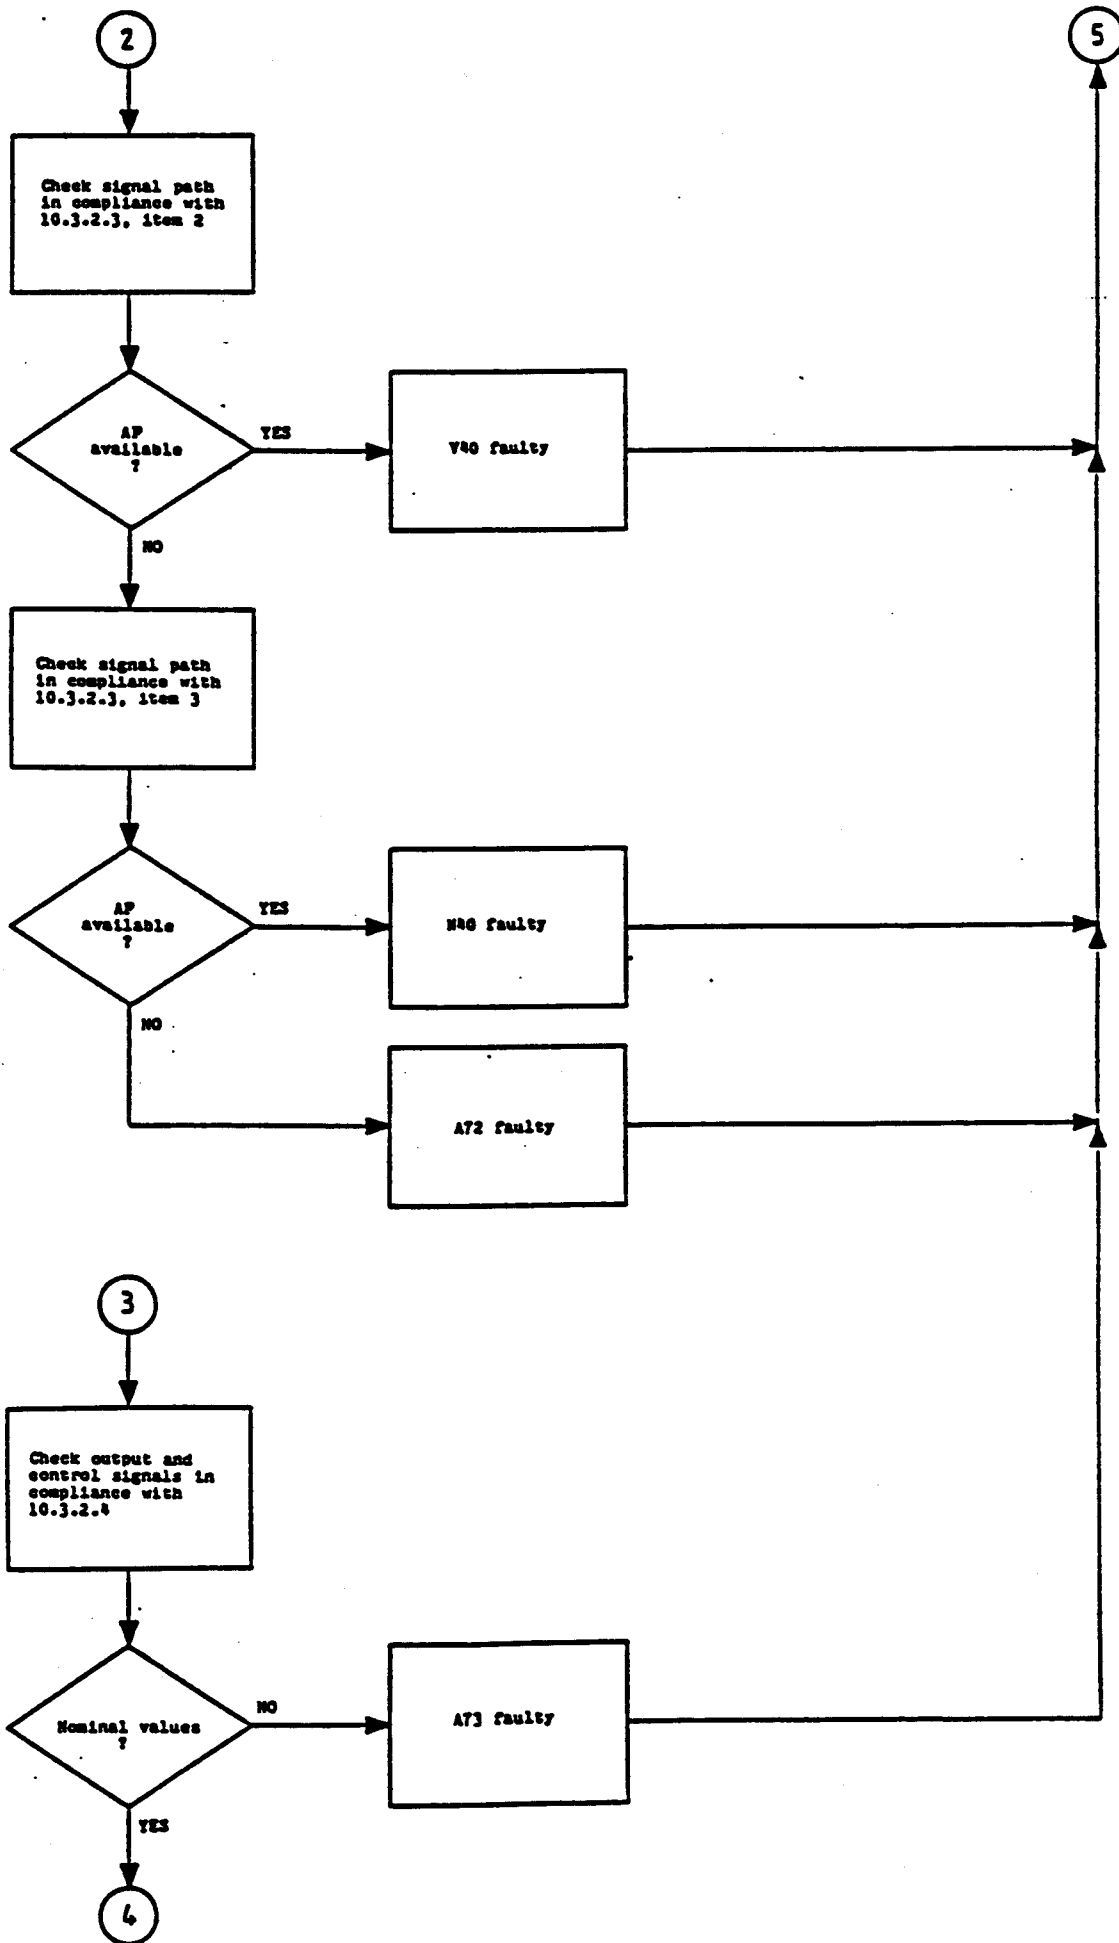 2
5
Check signal path
in compliance with
10.3.2.3, item 2
AF
available
?
YES
V40 faulty
NO
Check signal path
in compliance with
10.3.2.3, item 3
AF
available
?
YES
N40 faulty
NO
A72 faulty
3
Check output and
control signals in
compliance with
10.3.2.4
Nominal values
?
NO
A73 faulty
YES
4